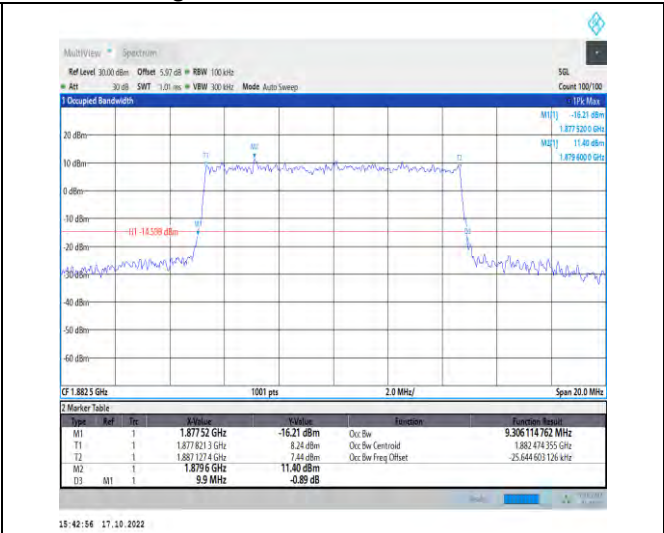 MultiView Spectrum
Ref Level 30.00 dBm Offset 5.97 dB RBW 100 kHz SGL
Att 30 dB SWT 1.01 ms VBW 300 kHz Mode Auto Sweep Count 100/100
1 Occupied Bandwidth 1Pk Max
M1[1] -16.21 dBm
1.877 520 0 GHz
M2[1] 11.40 dBm
1.879 600 0 GHz
20 dBm
M2
T1
T2
10 dBm
0 dBm
-10 dBm
M1
H1 -14.599 dBm
D3
-20 dBm
-30 dBm
-40 dBm
-50 dBm
-60 dBm
CF 1.882 5 GHz 1001 pts 2.0 MHz/ Span 20.0 MHz
2 Marker Table
Type Ref Trc X-Value Y-Value Function Function Result
M1 1 1.877 52 GHz -16.21 dBm Occ Bw 9.306 114 762 MHz
T1 1 1.877 821 3 GHz 8.24 dBm Occ Bw Centroid 1.882 474 355 GHz
T2 1 1.887 127 4 GHz 7.44 dBm Occ Bw Freq Offset -25.644 603 126 kHz
M2 1 1.879 6 GHz 11.40 dBm
D3 M1 1 9.9 MHz -0.89 dB
15:42:56 17.10.2022